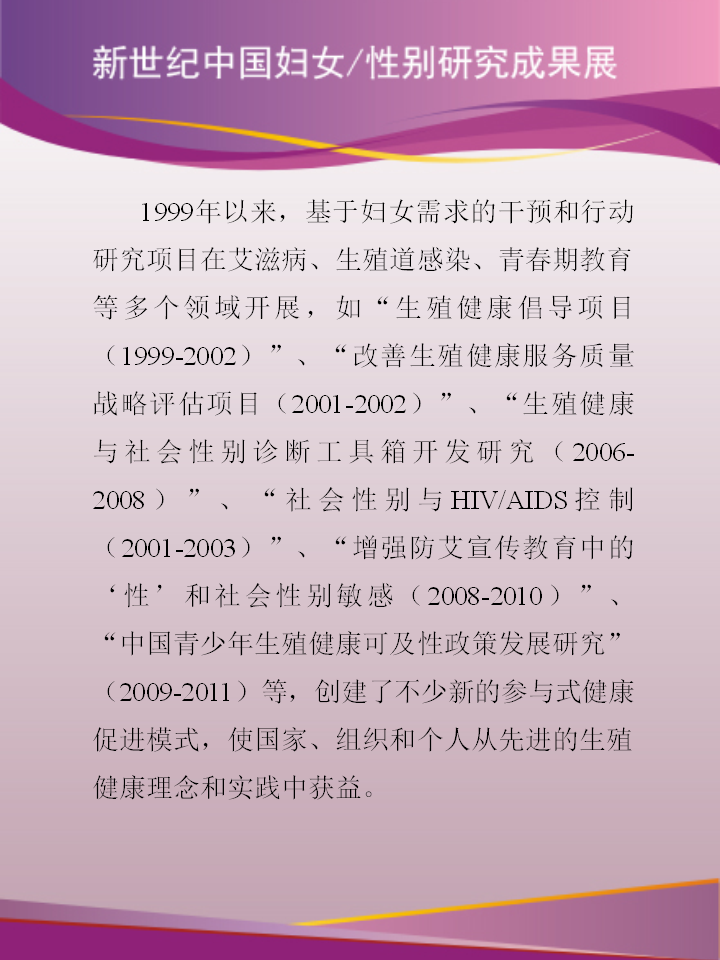 新世纪中国妇女/性别研究成果展
1999年以来，基于妇女需求的干预和行动
研究项目在艾滋病、生殖道感染、青春期教育
等多个领域开展，如“生殖健康倡导项目
（1999-2002）”、“改善生殖健康服务质量
战略评估项目（2001-2002）”、“生殖健康
与社会性别诊断工具箱开发研究（2006-
2008）”、“社会性别与HIV/AIDS控制
（2001-2003）”、“增强防艾宣传教育中的
‘性’和社会性别敏感（2008-2010）”、
“中国青少年生殖健康可及性政策发展研究”
（2009-2011）等，创建了不少新的参与式健康
促进模式，使国家、组织和个人从先进的生殖
健康理念和实践中获益。